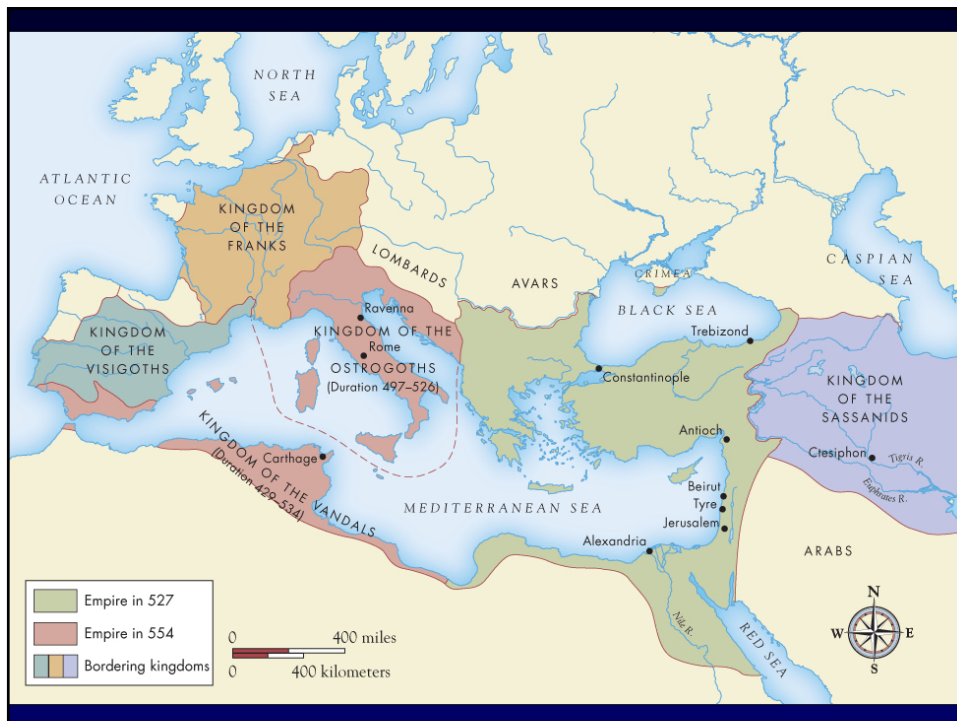 NORTH
SEA
ATLANTIC
OCEAN
KINGDOM
OF THE
FRANKS
LOMBARDS
AVARS
CRIMEA
CASPIAN
SEA
BLACK SEA
Trebizond
Ravenna
KINGDOM OF THE
Rome
OSTROGOTHS
(Duration 497–526)
KINGDOM
OF THE
VISIGOTHS
Constantinople
KINGDOM
OF THE
SASSANIDS
Antioch
Ctesiphon
Tigris R.
Euphrates R.
KINGDOM OF THE VANDALS
(Duration 429–534)
Carthage
MEDITERRANEAN SEA
Beirut
Tyre
Jerusalem
Alexandria
ARABS
Nile R.
RED SEA
Empire in 527
Empire in 554
Bordering kingdoms
0 400 miles
0 400 kilometers
N
W E
S